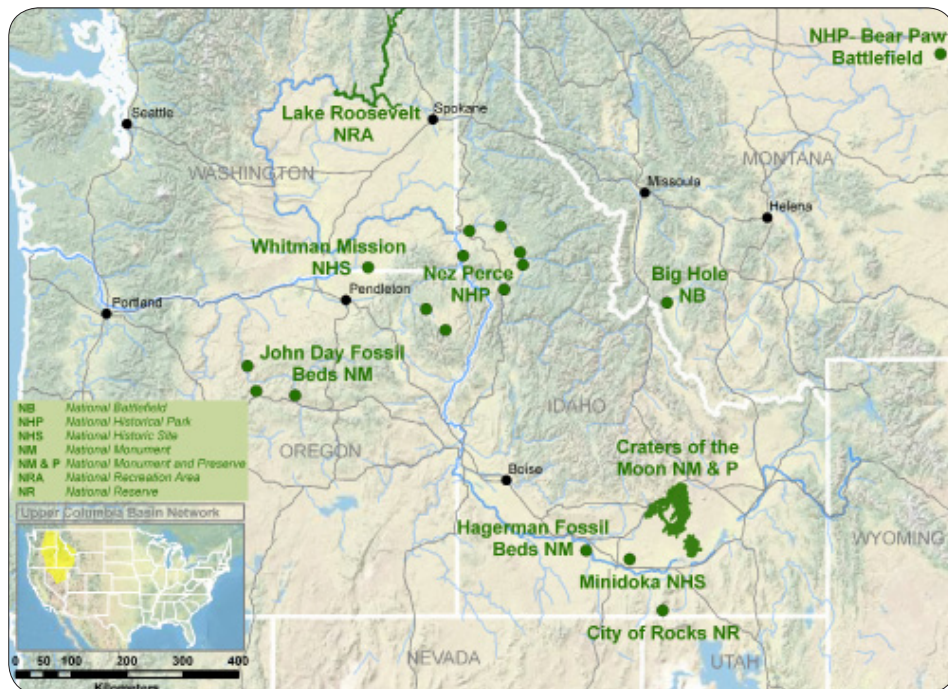 NHP- Bear Paw
Battlefield
Lake Roosevelt
NRA
Spokane
Seattle
WASHINGTON
MONTANA
Missoula
Helena
Whitman Mission
NHS
Nez Perce
NHP
Big Hole
NB
Pendleton
Portland
John Day Fossil
Beds NM
IDAHO
OREGON
Craters of the
Moon NM & P
Boise
Hagerman Fossil
Beds NM
WYOMING
Minidoka NHS
City of Rocks NR
NEVADA
UTAH
NB National Battlefield
NHP National Historical Park
NHS National Historic Site
NM National Monument
NM & P National Monument and Preserve
NRA National Recreation Area
NR National Reserve
Upper Columbia Basin Network
0 50 100 200 300 400
Kilometers